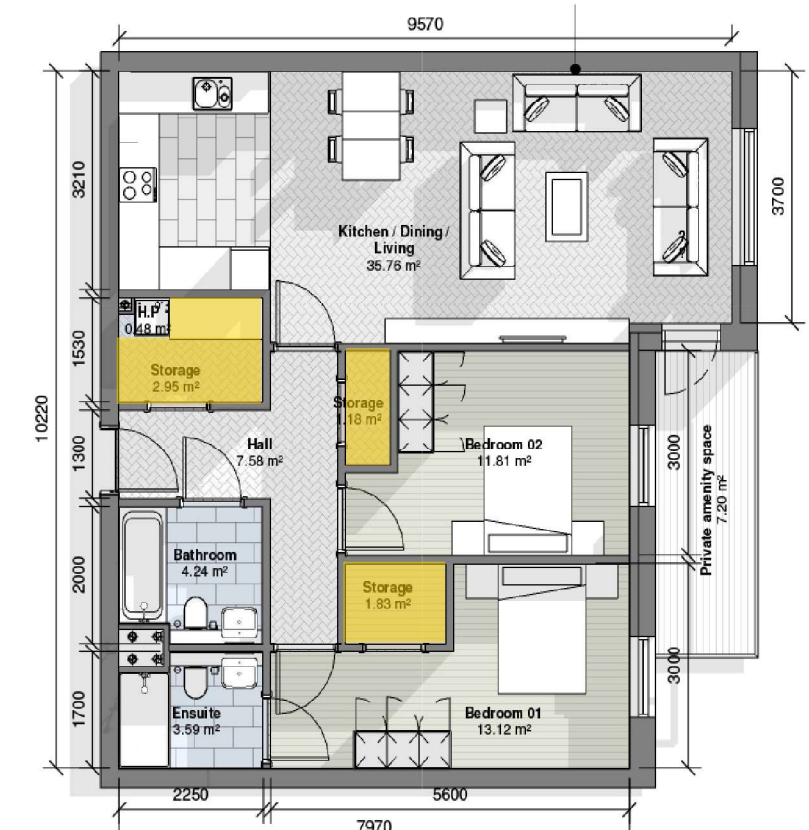 9570
3210
3700
Kitchen / Dining /
Living
35.76 m²
H.P
0.48 m²
1530
Storage
2.95 m²
Storage
1.18 m²
10220
1300
Hall
7.58 m²
Bedroom 02
11.81 m²
3000
Private amenity space
7.20 m²
Bathroom
4.24 m²
2000
Storage
1.83 m²
3000
1700
Ensuite
3.59 m²
Bedroom 01
13.12 m²
2250
5600
7970